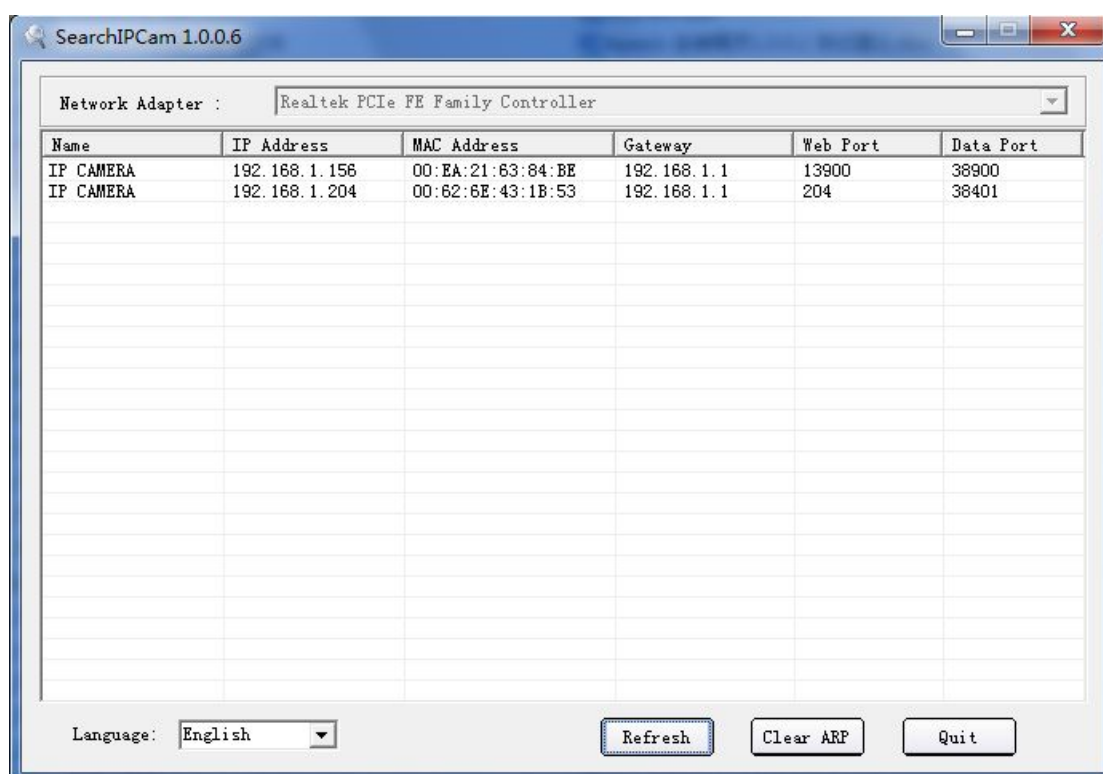 SearchIPCam 1.0.0.6
Network Adapter : Realtek PCIe FE Family Controller
Name IP Address MAC Address Gateway Web Port Data Port
IP CAMERA 192.168.1.156 00:EA:21:63:84:BE 192.168.1.1 13900 38900
IP CAMERA 192.168.1.204 00:62:6E:43:1B:53 192.168.1.1 204 38401
Language: English Refresh Clear ARP Quit